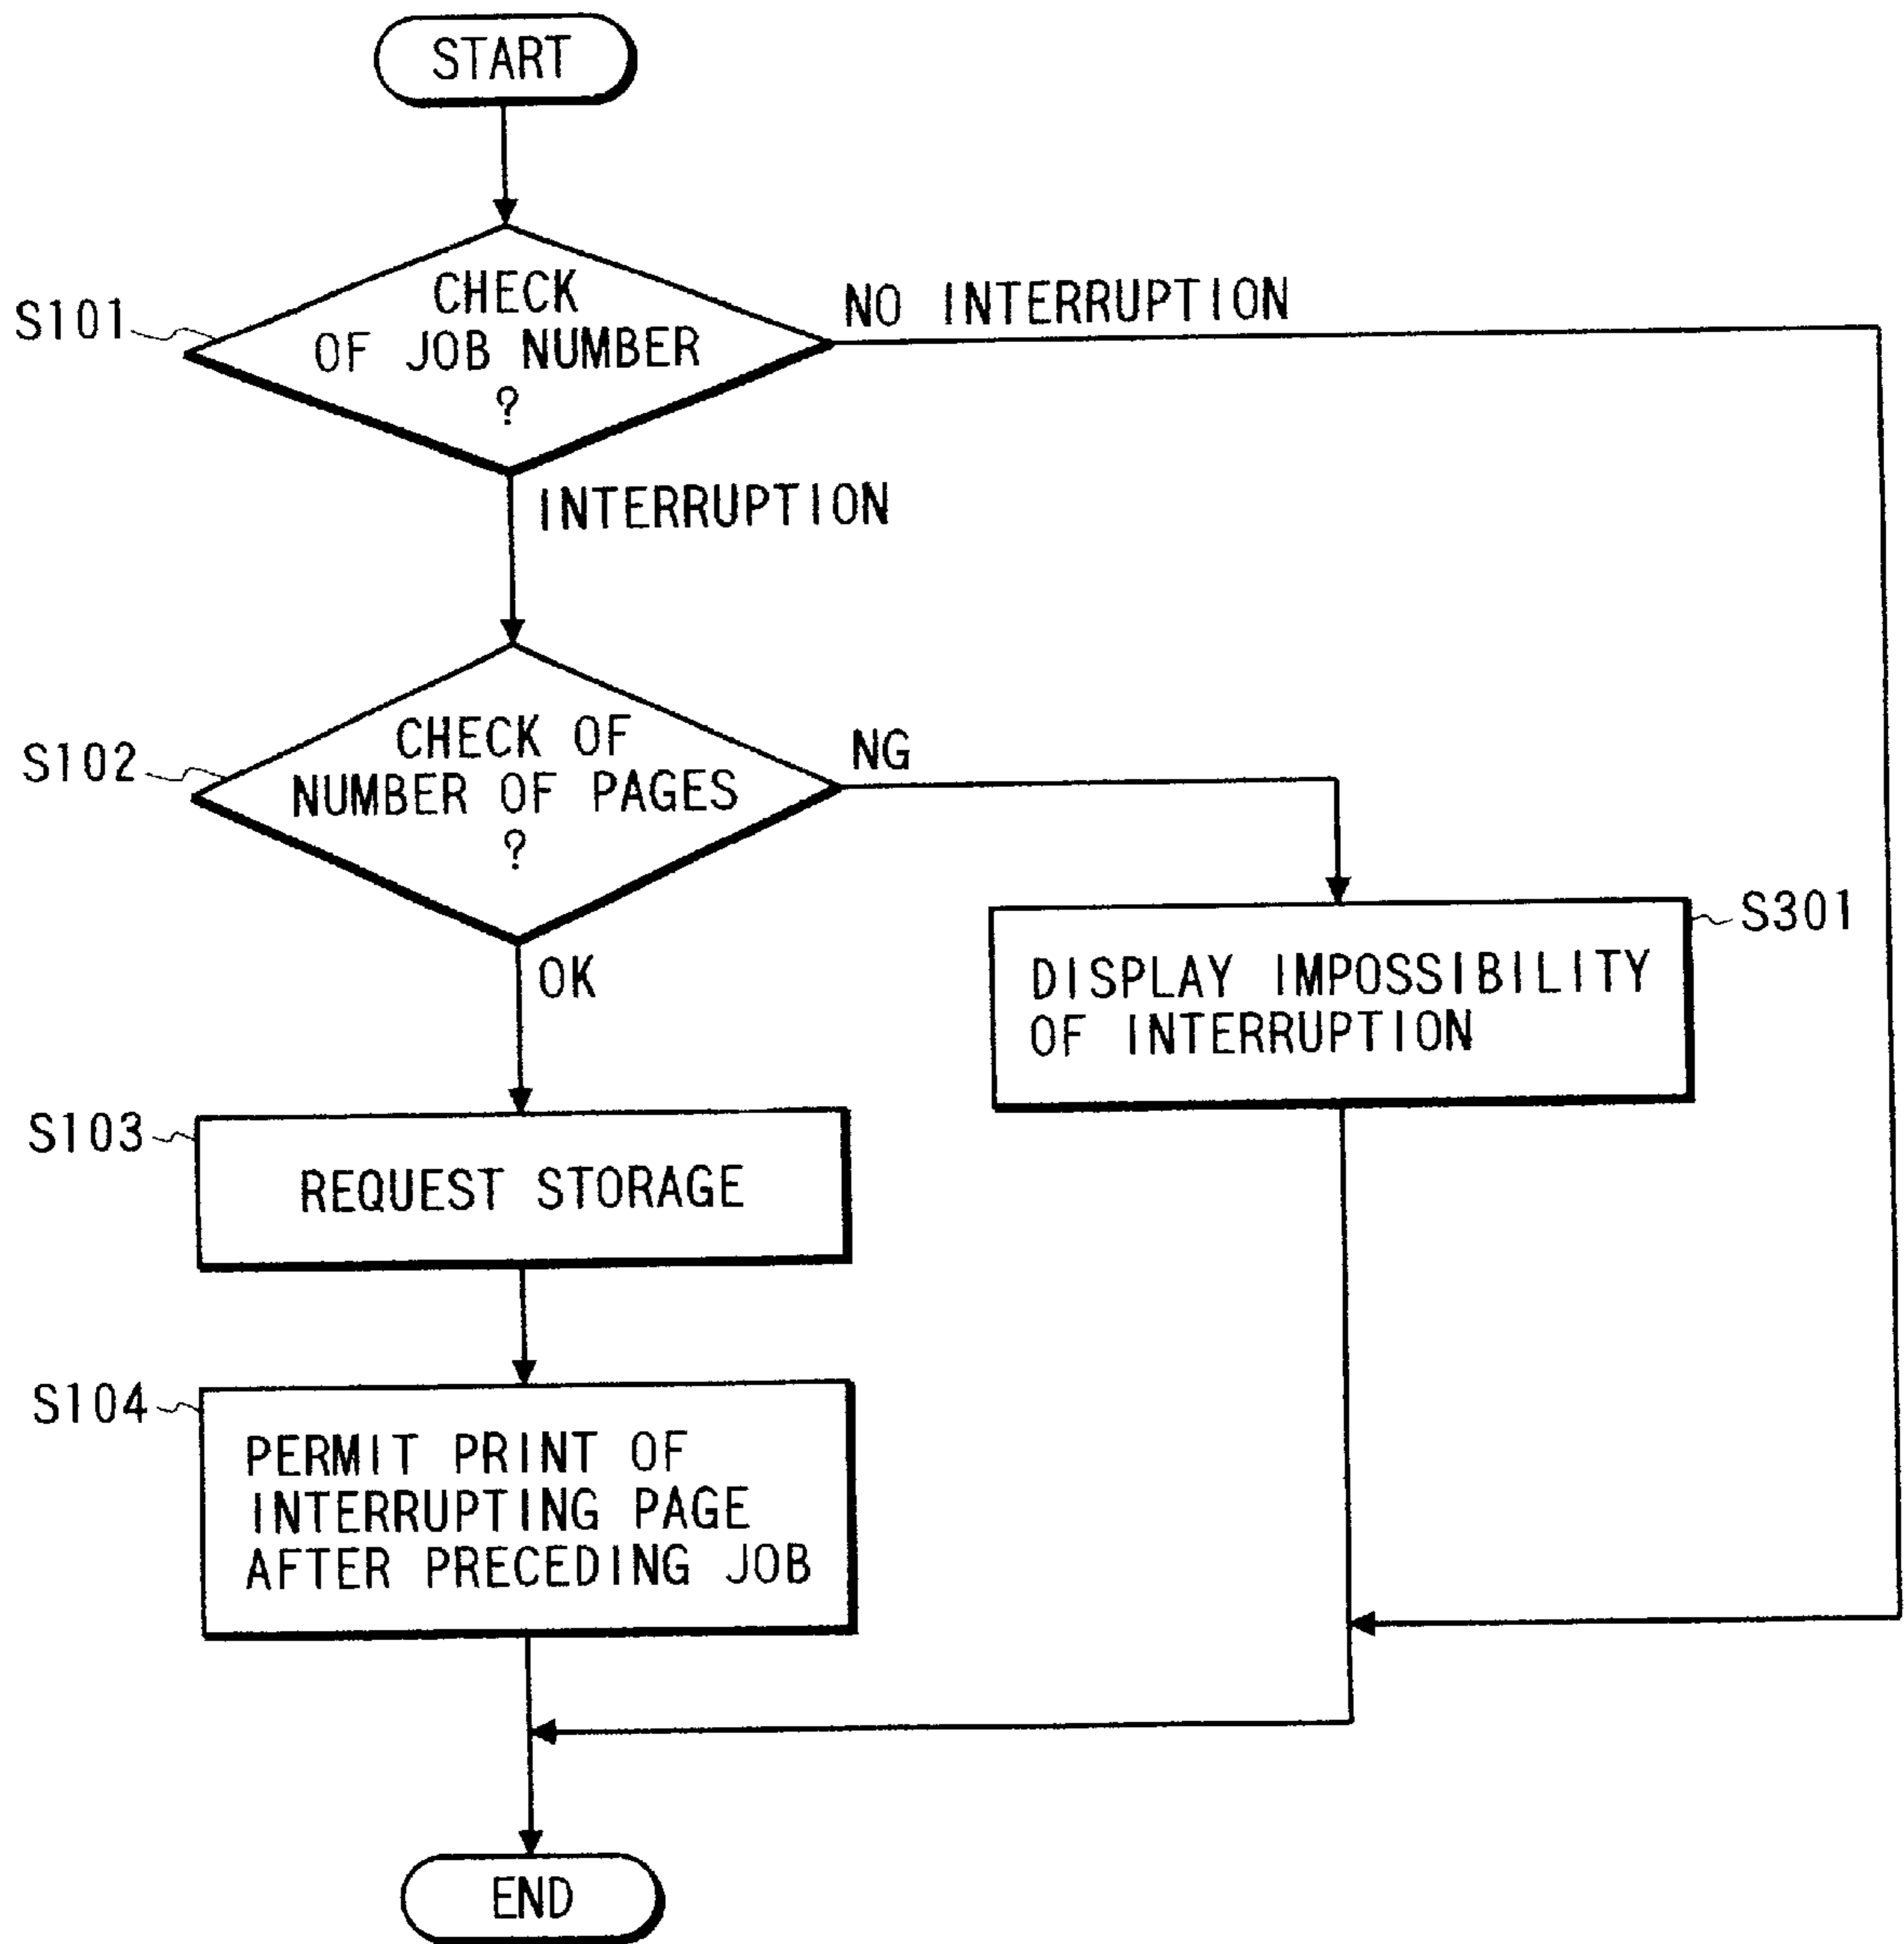 START
CHECK
OF JOB NUMBER
?
S101
NO INTERRUPTION
INTERRUPTION
CHECK OF
NUMBER OF PAGES
?
S102
NG
OK
S301
DISPLAY IMPOSSIBILITY
OF INTERRUPTION
S103
REQUEST STORAGE
S104
PERMIT PRINT OF
INTERRUPTING PAGE
AFTER PRECEDING JOB
END